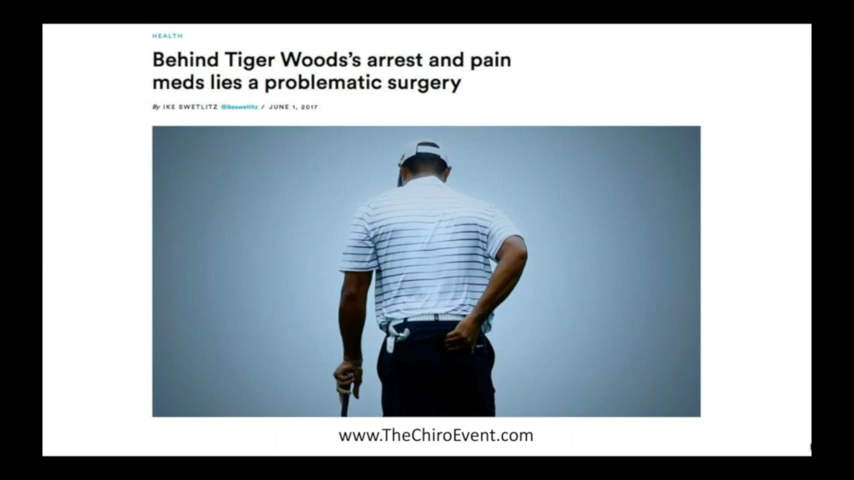 HEALTH
Behind Tiger Woods's arrest and pain
meds lies a problematic surgery
By IKE SWETLITZ @ikeswetlitz / JUNE 1, 2017
www.TheChiroEvent.com